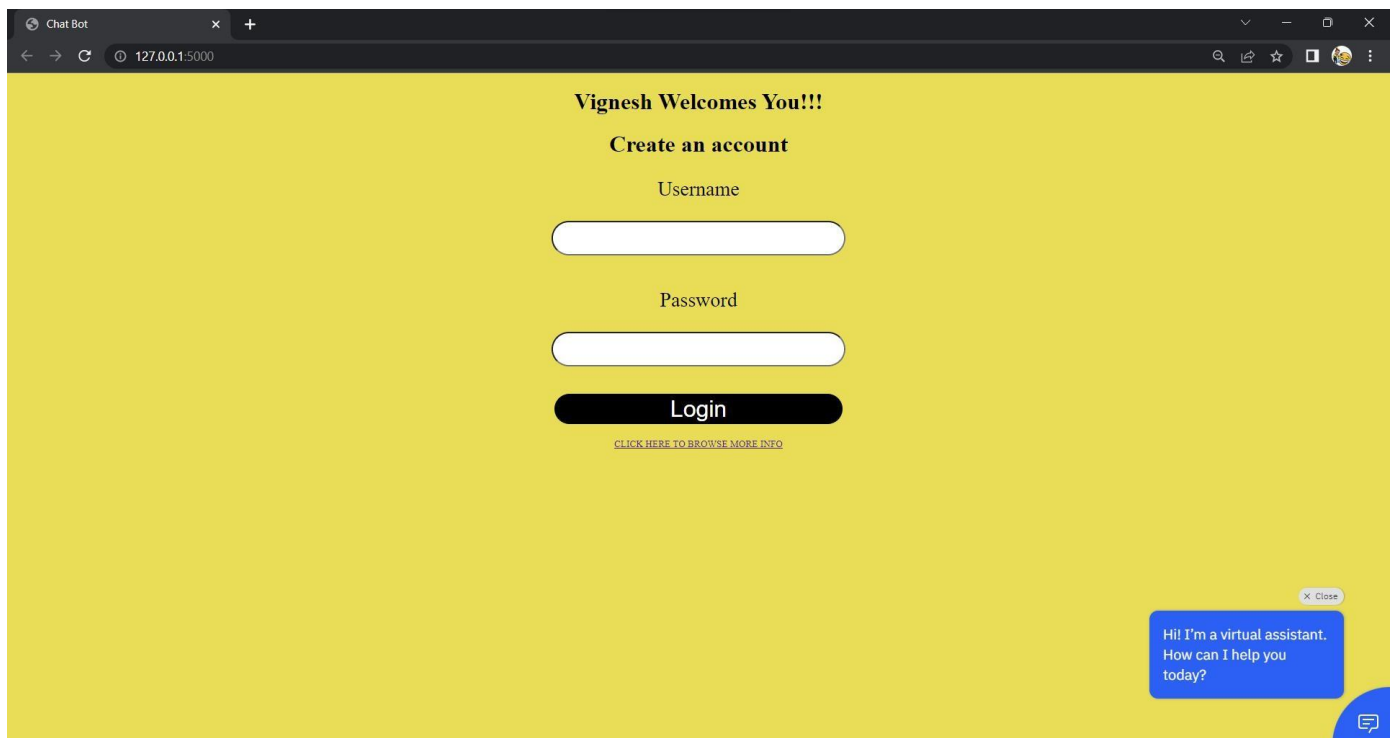 Chat Bot
127.0.0.1:5000
Vignesh Welcomes You!!!
Create an account
Username
Password
Login
CLICK HERE TO BROWSE MORE INFO
Close
Hi! I'm a virtual assistant.
How can I help you
today?